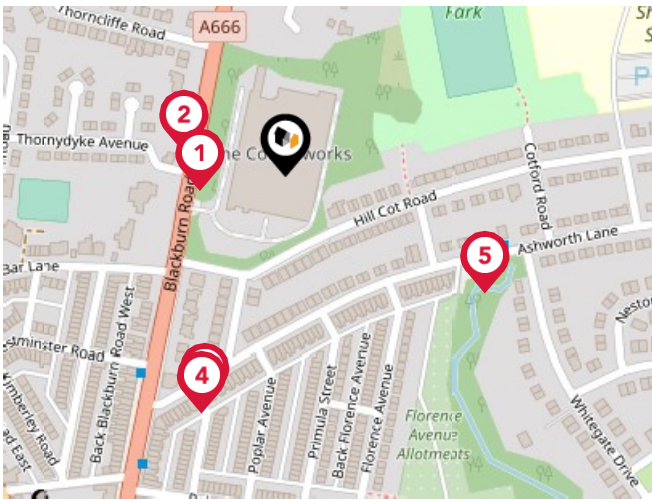 Thorncliffe Road
A666
Park
2
1
Thornydyke Avenue
Blackburn Road
Hill Cot Road
Cotford Road
Ashworth Lane
5
Bar Lane
Back Blackburn Road West
4
Poplar Avenue
Primula Street
Back Florence Avenue
Florence Avenue
Florence
Avenue
Allotments
Whitegate Drive
P